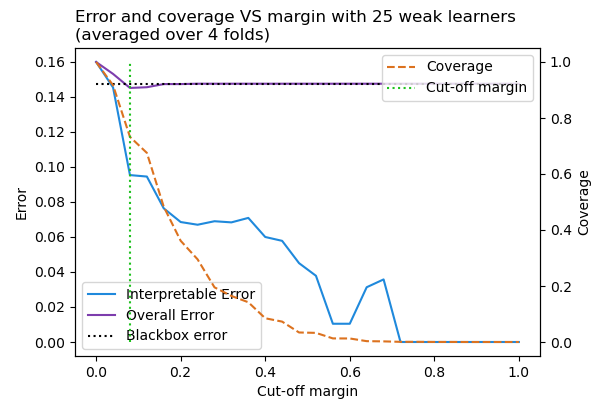 Error and coverage VS margin with 25 weak learners
(averaged over 4 folds)
0.16
0.14
0.12
0.10
0.08
0.06
0.04
0.02
0.00
Error
Coverage
Cut-off margin
Interpretable Error
Overall Error
Blackbox error
1.0
0.8
0.6
0.4
0.2
0.0
Coverage
0.0 0.2 0.4 0.6 0.8 1.0
Cut-off margin